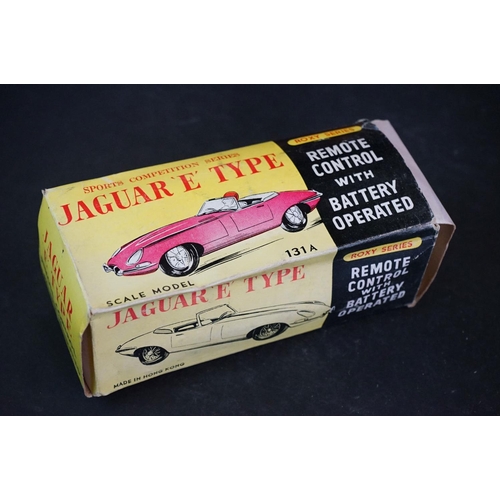 SPORTS COMPETITION SERIES
JAGUAR 'E' TYPE
131A
SCALE MODEL
ROXY SERIES
REMOTE
CONTROL
WITH
BATTERY
OPERATED
JAGUAR E TYPE
MADE IN HONG KONG
ROXY SERIES
REMOTE
CONTROL
WITH
BATTERY
OPERATED
JAGUAR
E TYPE